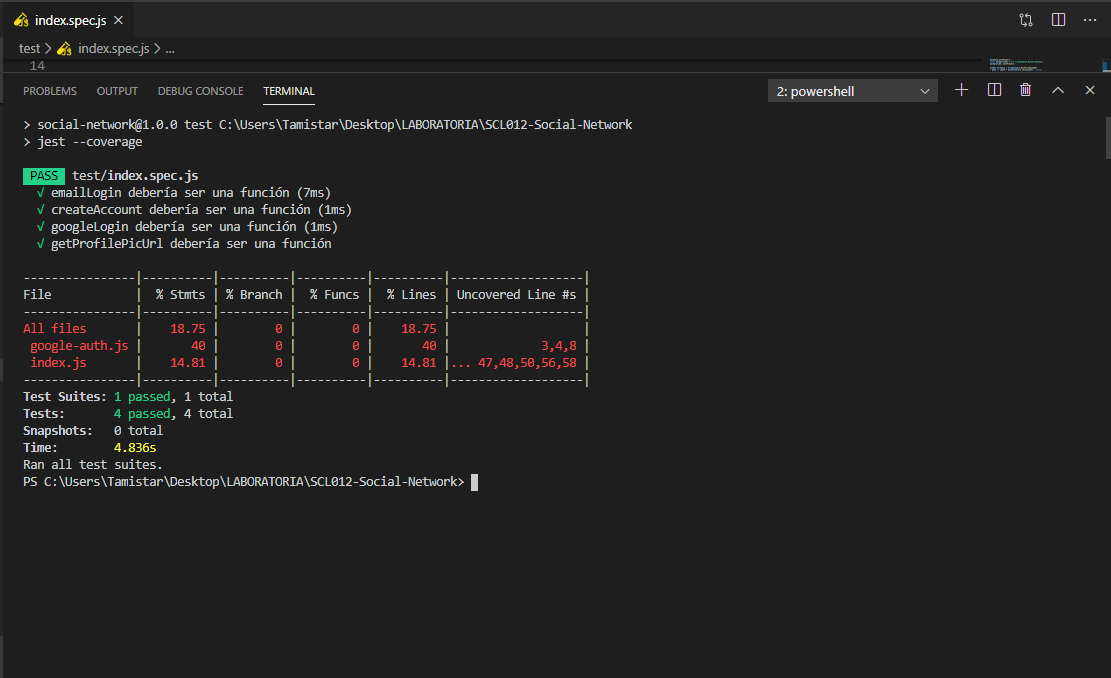 index.spec.js
test > index.spec.js > ...
14
PROBLEMS OUTPUT DEBUG CONSOLE TERMINAL 2: powershell
> social-network@1.0.0 test C:\Users\Tamistar\Desktop\LABORATORIA\SCL012-Social-Network
> jest --coverage
PASS test/index.spec.js
√ emailLogin debería ser una función (7ms)
√ createAccount debería ser una función (1ms)
√ googleLogin debería ser una función (1ms)
√ getProfilePicUrl debería ser una función
----------------|----------|----------|----------|----------|-------------------|
File            |  % Stmts | % Branch |  % Funcs |  % Lines | Uncovered Line #s |
----------------|----------|----------|----------|----------|-------------------|
All files       |    18.75 |        0 |        0 |    18.75 |                   |
 google-auth.js |       40 |        0 |        0 |       40 |             3,4,8 |
 index.js       |    14.81 |        0 |        0 |    14.81 |... 47,48,50,56,58 |
----------------|----------|----------|----------|----------|-------------------|
Test Suites: 1 passed, 1 total
Tests:       4 passed, 4 total
Snapshots:   0 total
Time:        4.836s
Ran all test suites.
PS C:\Users\Tamistar\Desktop\LABORATORIA\SCL012-Social-Network>